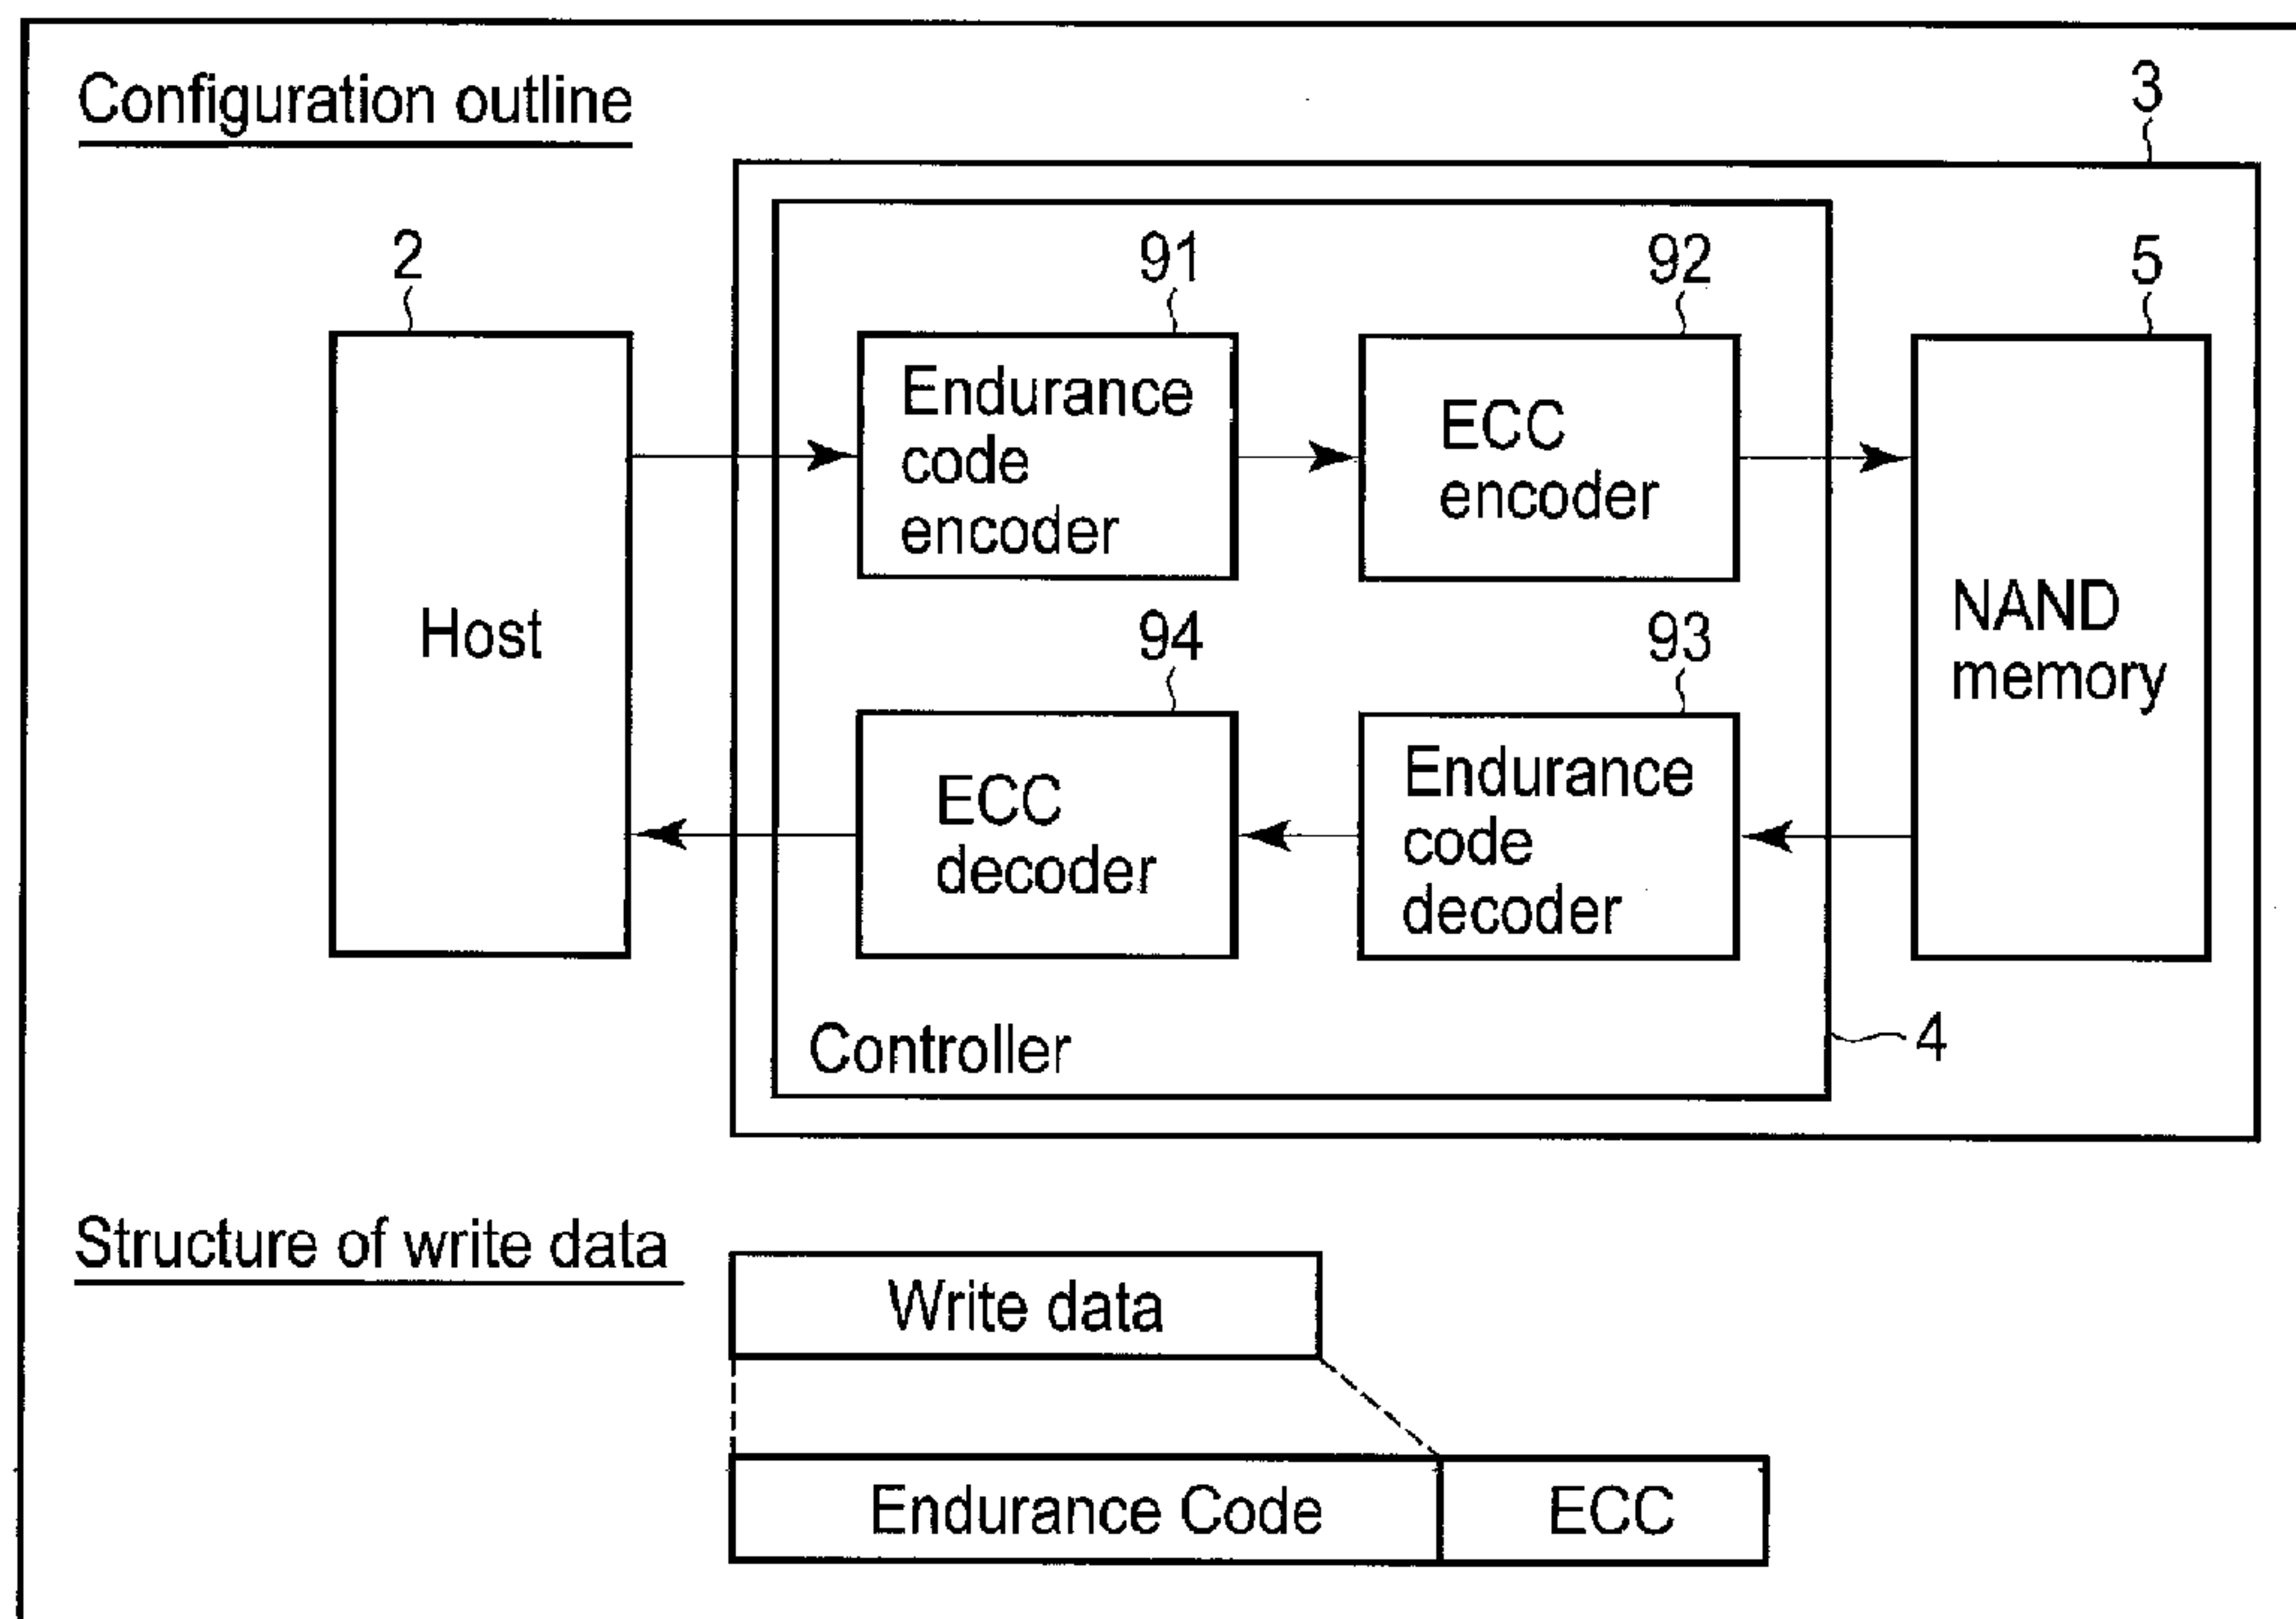 Configuration outline
3
2
91
92
5
Endurance
code
encoder
ECC
encoder
Host
NAND
memory
94
93
ECC
decoder
Endurance
code
decoder
Controller
4
Structure of write data
Write data
Endurance Code
ECC